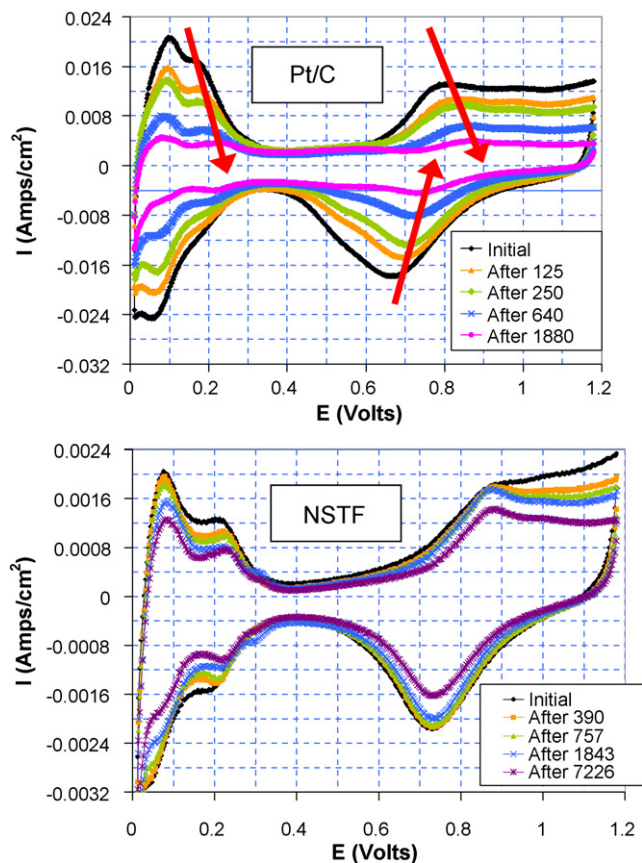 I (Amps/cm²)
0.024
0.016
0.008
0
-0.008
-0.016
-0.024
-0.032
Pt/C
Initial
After 125
After 250
After 640
After 1880
0 0.2 0.4 0.6 0.8 1.0 1.2
E (Volts)
I (Amps/cm²)
0.0024
0.0016
0.0008
0
-0.0008
-0.0016
-0.0024
-0.0032
NSTF
Initial
After 390
After 757
After 1843
After 7226
0 0.2 0.4 0.6 0.8 1 1.2
E (Volts)